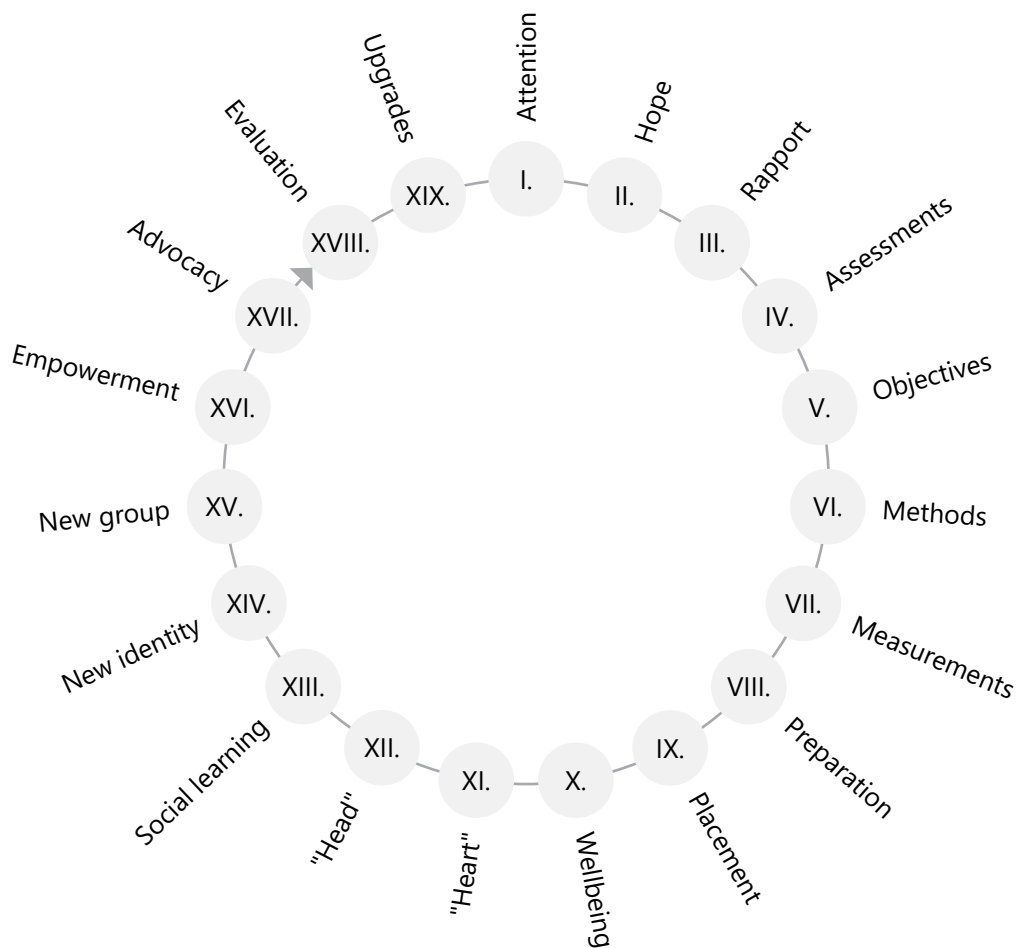 Attention
I.
Hope
II.
Rapport
III.
Assessments
IV.
Objectives
V.
Methods
VI.
Measurements
VII.
Preparation
VIII.
Placement
IX.
Wellbeing
X.
"Heart"
XI.
"Head"
XII.
Social learning
XIII.
New identity
XIV.
New group
XV.
Empowerment
XVI.
Advocacy
XVII.
Evaluation
XVIII.
Upgrades
XIX.